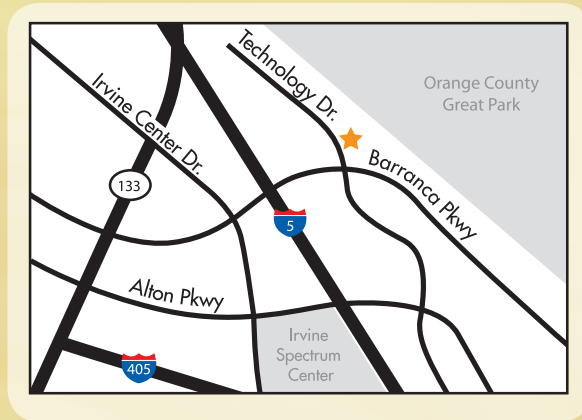 Technology Dr.
Orange County
Great Park
Irvine Center Dr.
Barranca Pkwy
133
5
Alton Pkwy
Irvine
Spectrum
Center
405